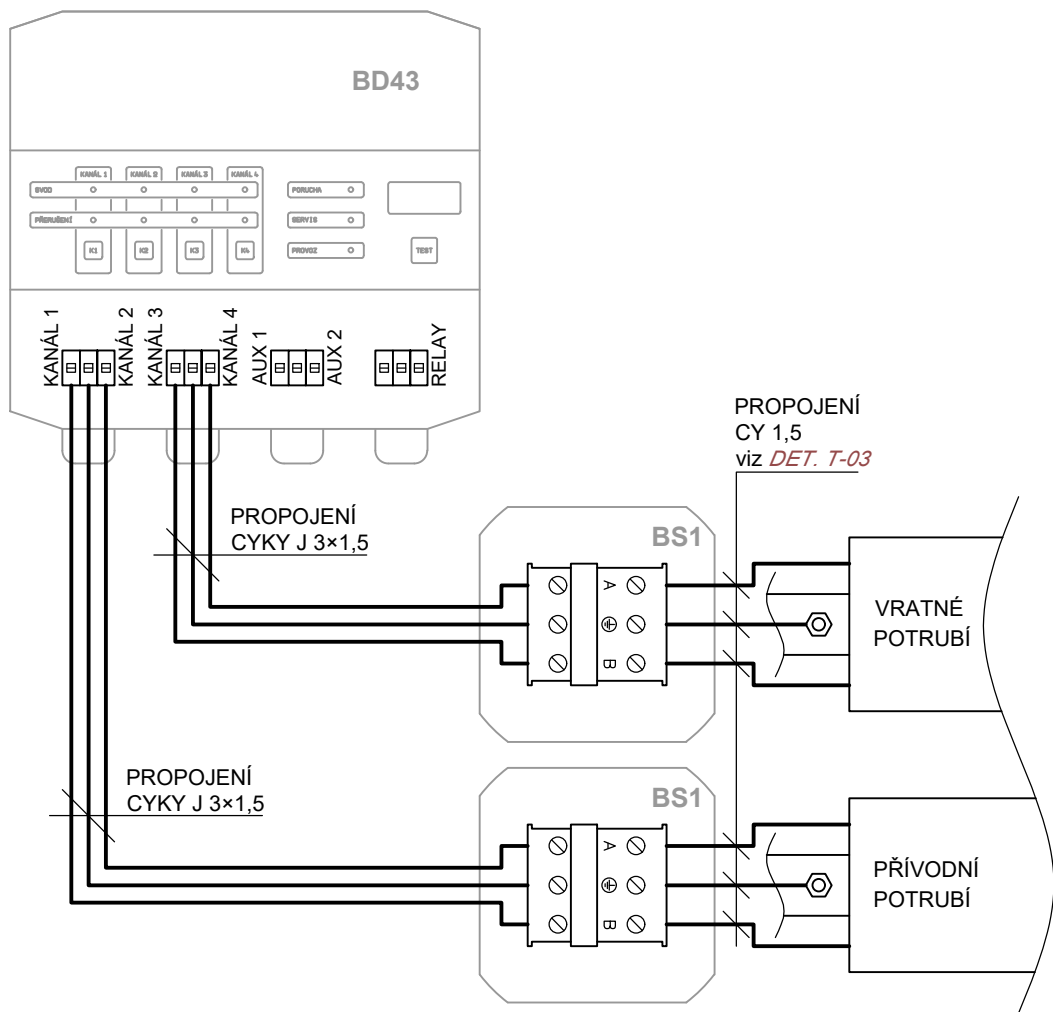 BD43
KANÁL 1
KANÁL 2
KANÁL 3
KANÁL 4
SVOD
PŘERUŠENÍ
K1
K2
K3
K4
PORUCHA
SERVIS
PROVOZ
TEST
KANÁL 1
KANÁL 2
KANÁL 3
KANÁL 4
AUX 1
AUX 2
RELAY
PROPOJENÍ
CY 1,5
viz DET. T-03
PROPOJENÍ
CYKY J 3×1,5
BS1
A
B
VRATNÉ
POTRUBÍ
PROPOJENÍ
CYKY J 3×1,5
BS1
A
B
PŘÍVODNÍ
POTRUBÍ